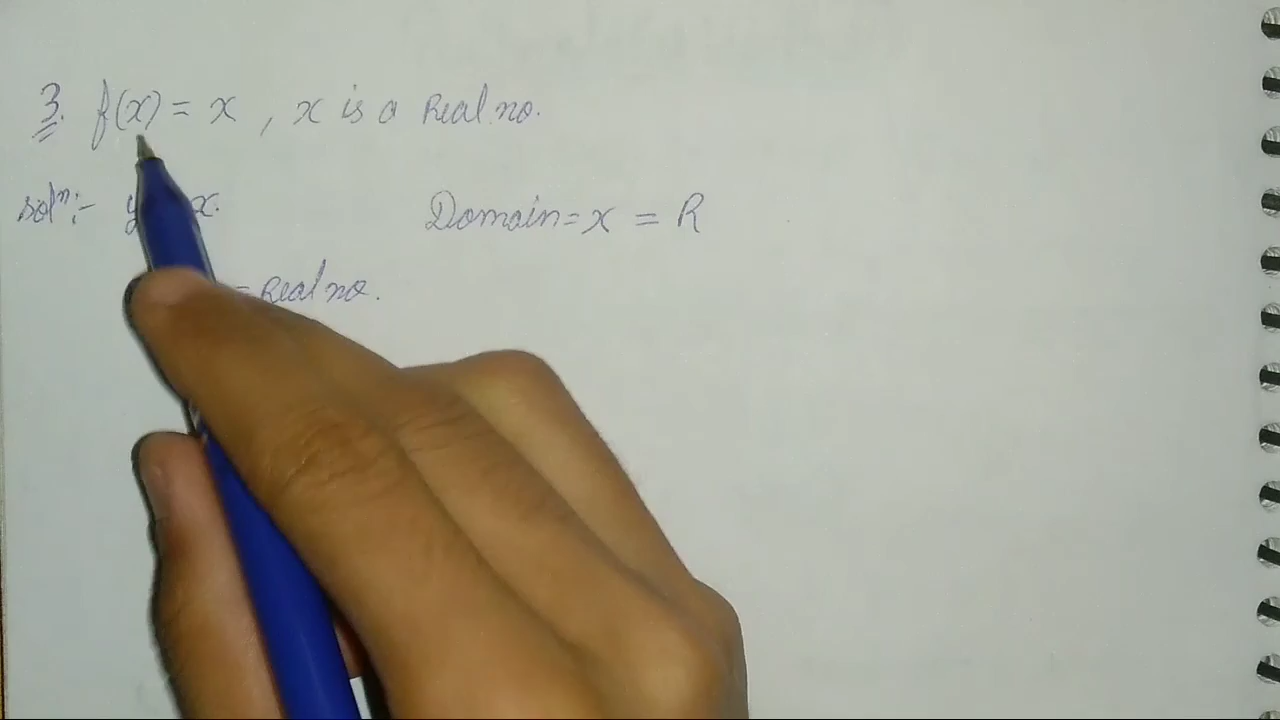 3. f(x) = x , x is a Real no.
Soln:- y x. Domain = x = R
= Real no.